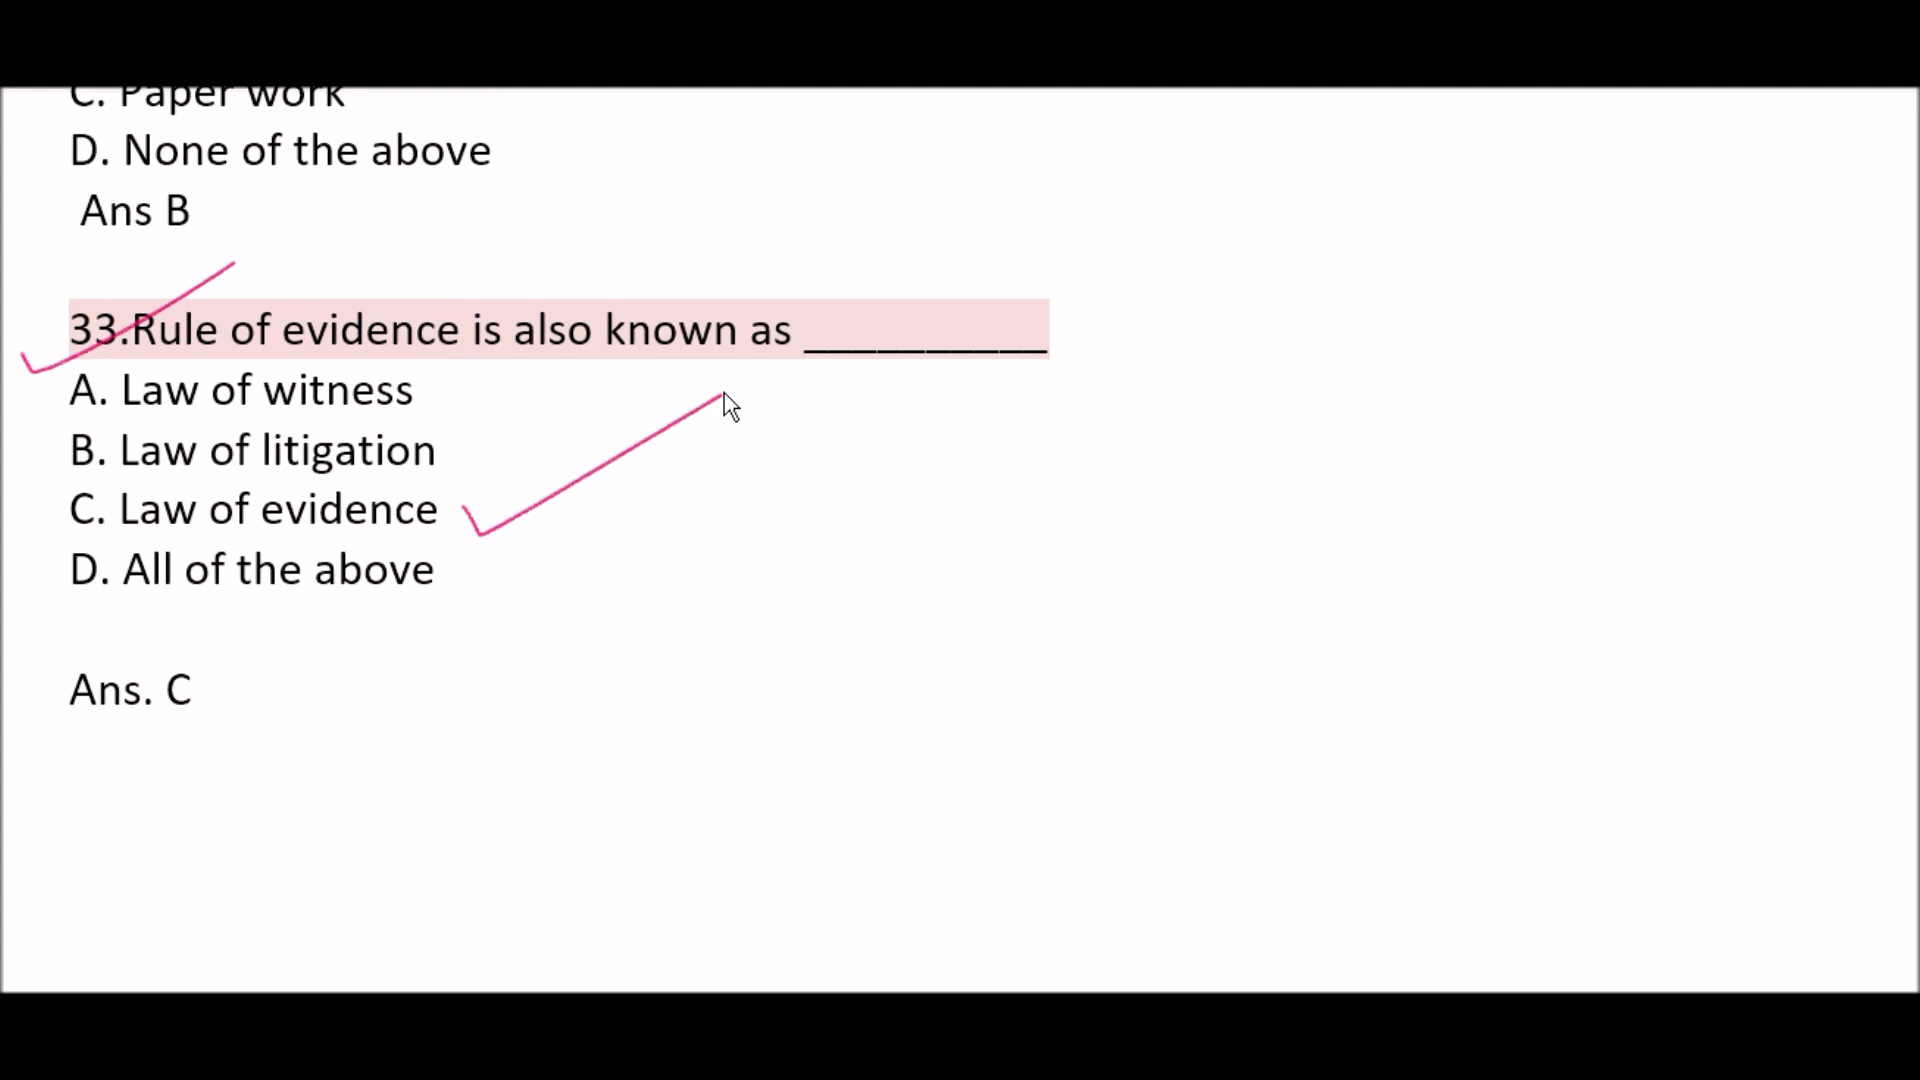 C. Paper work
D. None of the above
Ans B
33.Rule of evidence is also known as __________
A. Law of witness
B. Law of litigation
C. Law of evidence
D. All of the above
Ans. C